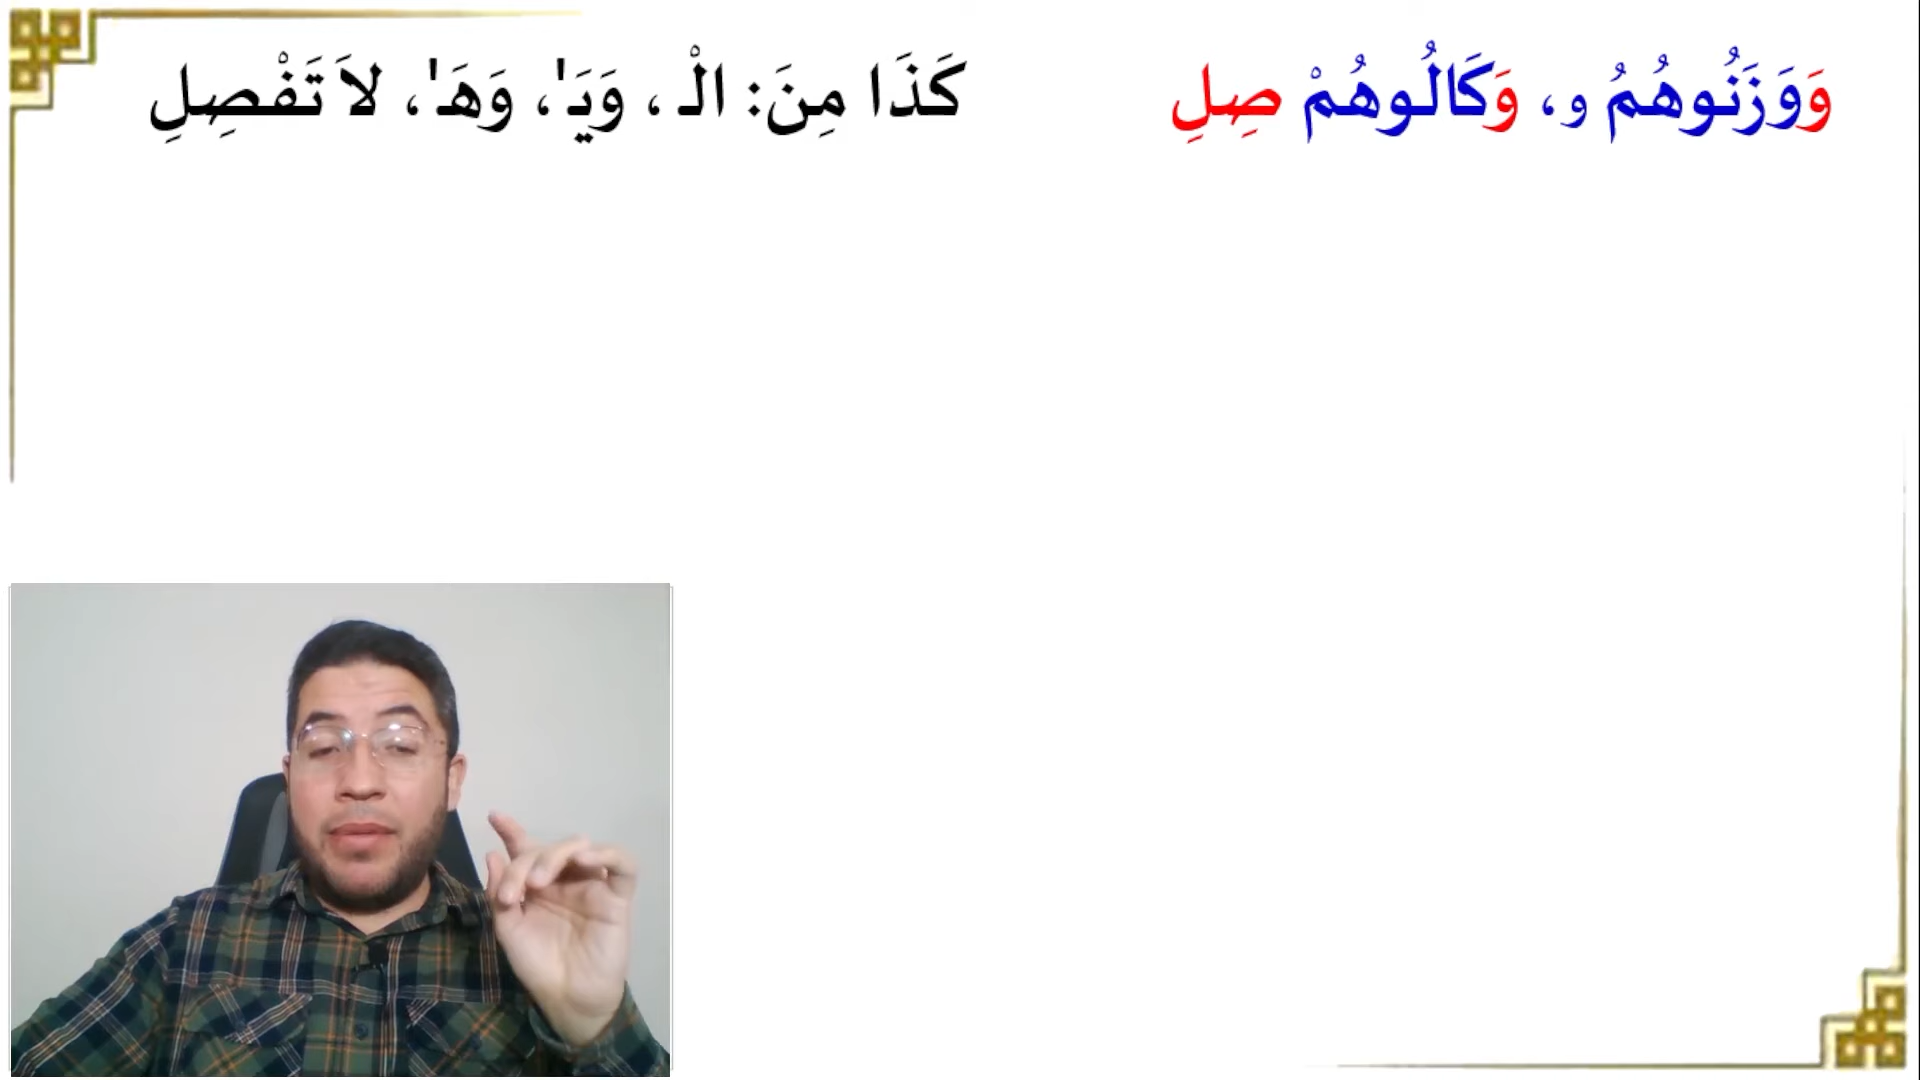 وَوَزَنُوهُمُ و، وَكَالُوهُمْ صِلِ كَذَا مِنَ: الْـ ، وَيَـٰ، وَهَـٰ، لاَ تَفْصِلِ